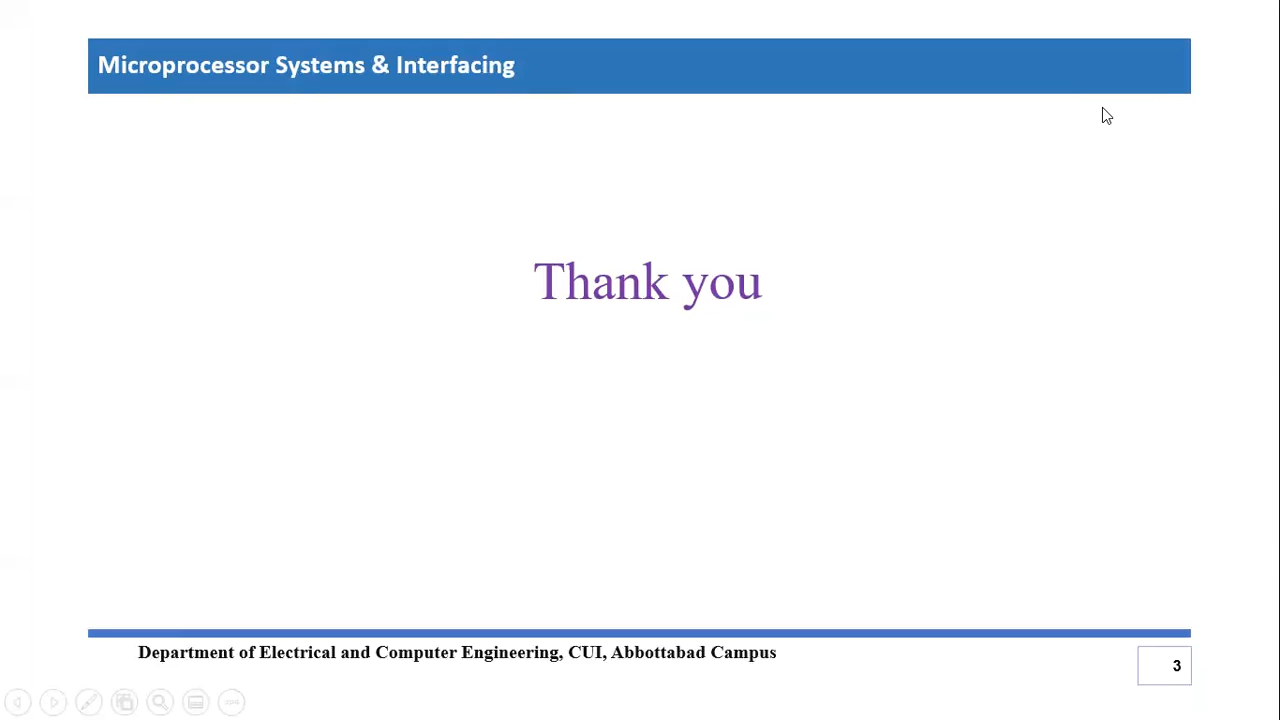 Microprocessor Systems & Interfacing
Thank you
Department of Electrical and Computer Engineering, CUI, Abbottabad Campus
3